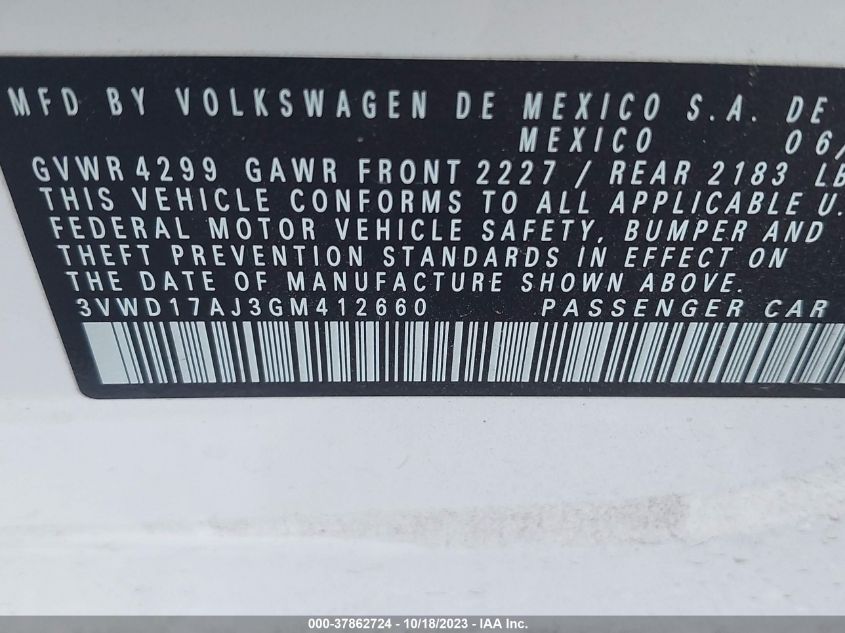 MFD BY VOLKSWAGEN DE MEXICO S.A. DE
MEXICO 06/
GVWR 4299 GAWR FRONT 2227 / REAR 2183 LB
THIS VEHICLE CONFORMS TO ALL APPLICABLE U.
FEDERAL MOTOR VEHICLE SAFETY, BUMPER AND
THEFT PREVENTION STANDARDS IN EFFECT ON
THE DATE OF MANUFACTURE SHOWN ABOVE.
3VWD17AJ3GM412660 PASSENGER CAR
000-37862724 - 10/18/2023 - IAA Inc.